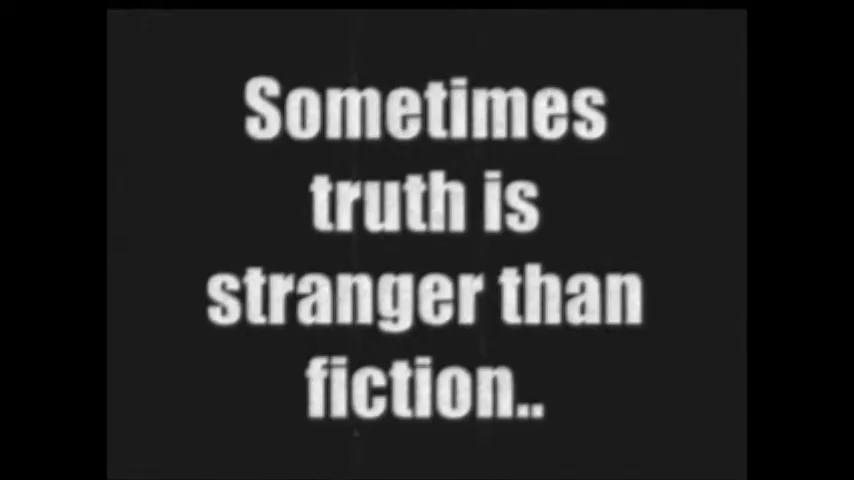 Sometimes
truth is
stranger than
fiction..